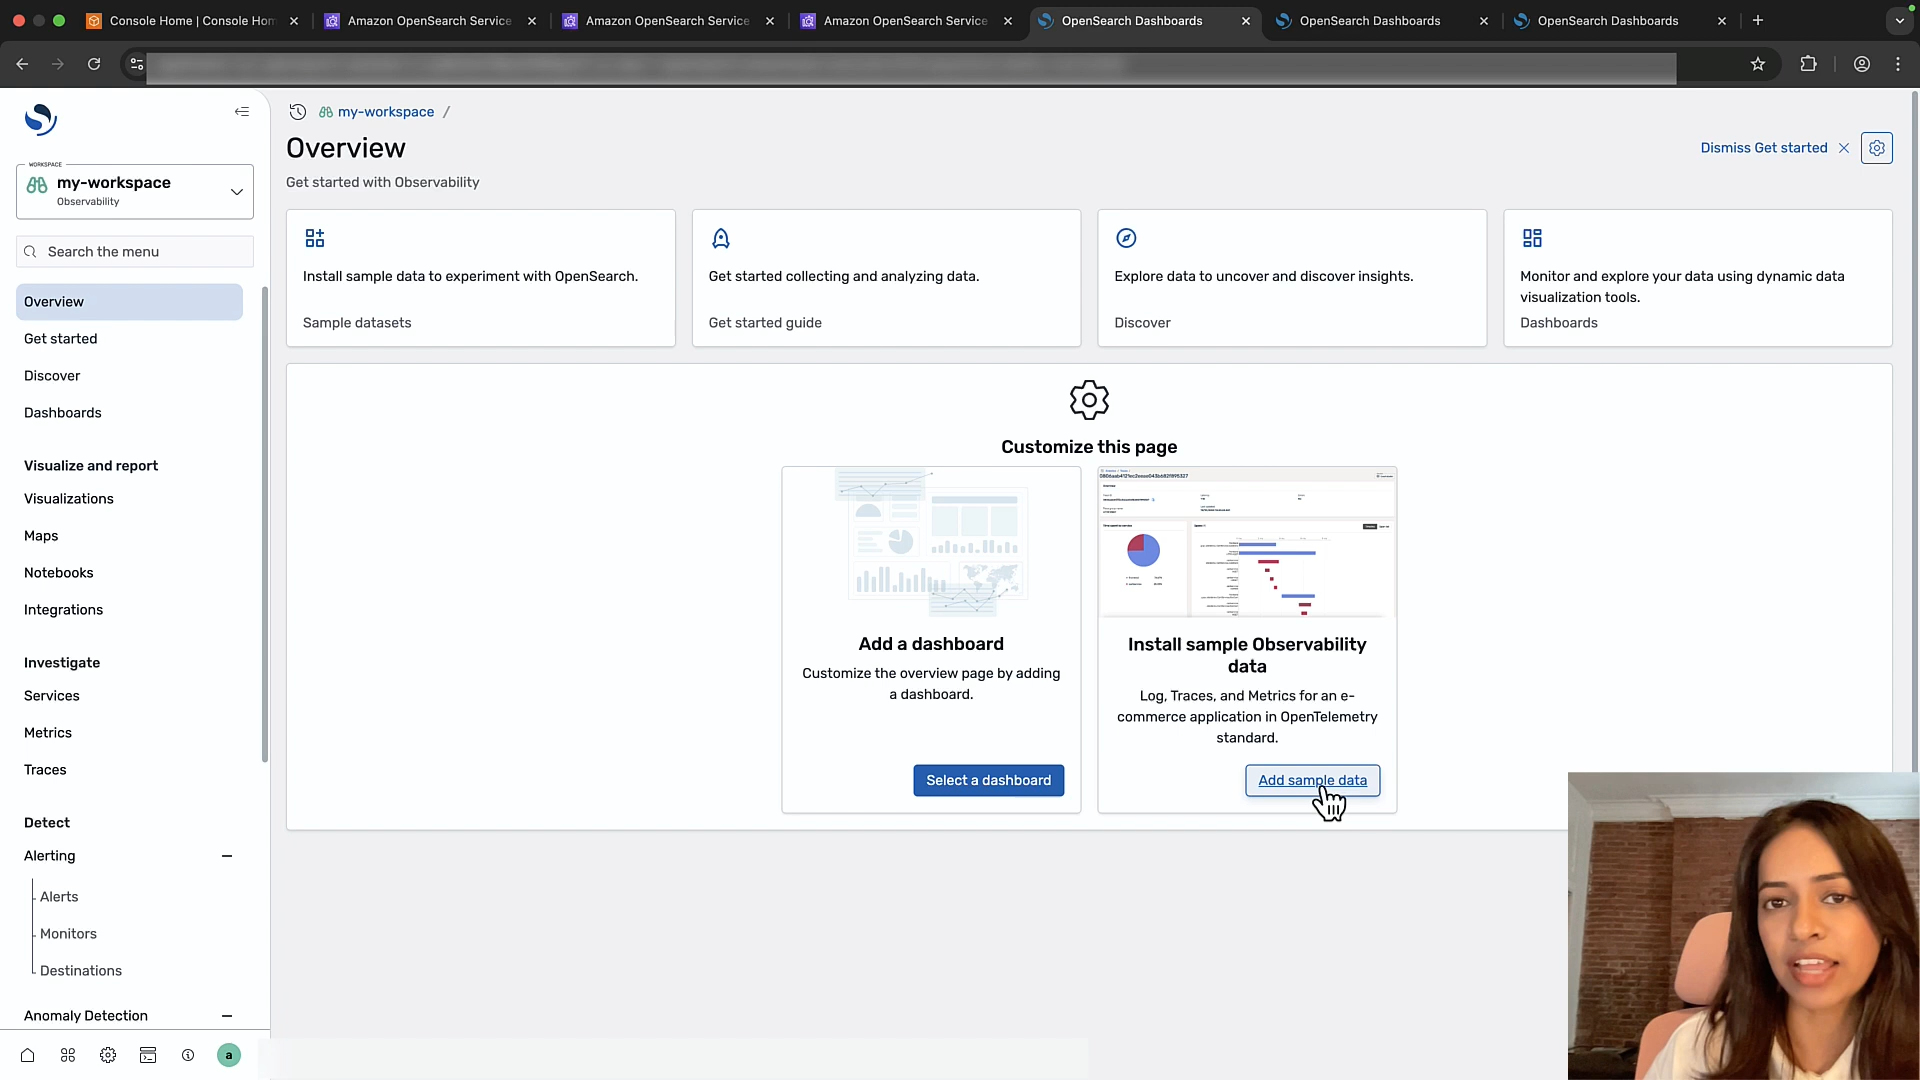 Console Home | Console Hom
Amazon OpenSearch Service
Amazon OpenSearch Service
Amazon OpenSearch Service
OpenSearch Dashboards
OpenSearch Dashboards
OpenSearch Dashboards
my-workspace /
Overview
Dismiss Get started
Get started with Observability
WORKSPACE
my-workspace
Observability
Search the menu
Overview
Get started
Discover
Dashboards
Visualize and report
Visualizations
Maps
Notebooks
Integrations
Investigate
Services
Metrics
Traces
Detect
Alerting
Alerts
Monitors
Destinations
Anomaly Detection
a
Install sample data to experiment with OpenSearch.
Sample datasets
Get started collecting and analyzing data.
Get started guide
Explore data to uncover and discover insights.
Discover
Monitor and explore your data using dynamic data
visualization tools.
Dashboards
Customize this page
Add a dashboard
Customize the overview page by adding
a dashboard.
Select a dashboard
Install sample Observability
data
Log, Traces, and Metrics for an e-
commerce application in OpenTelemetry
standard.
Add sample data